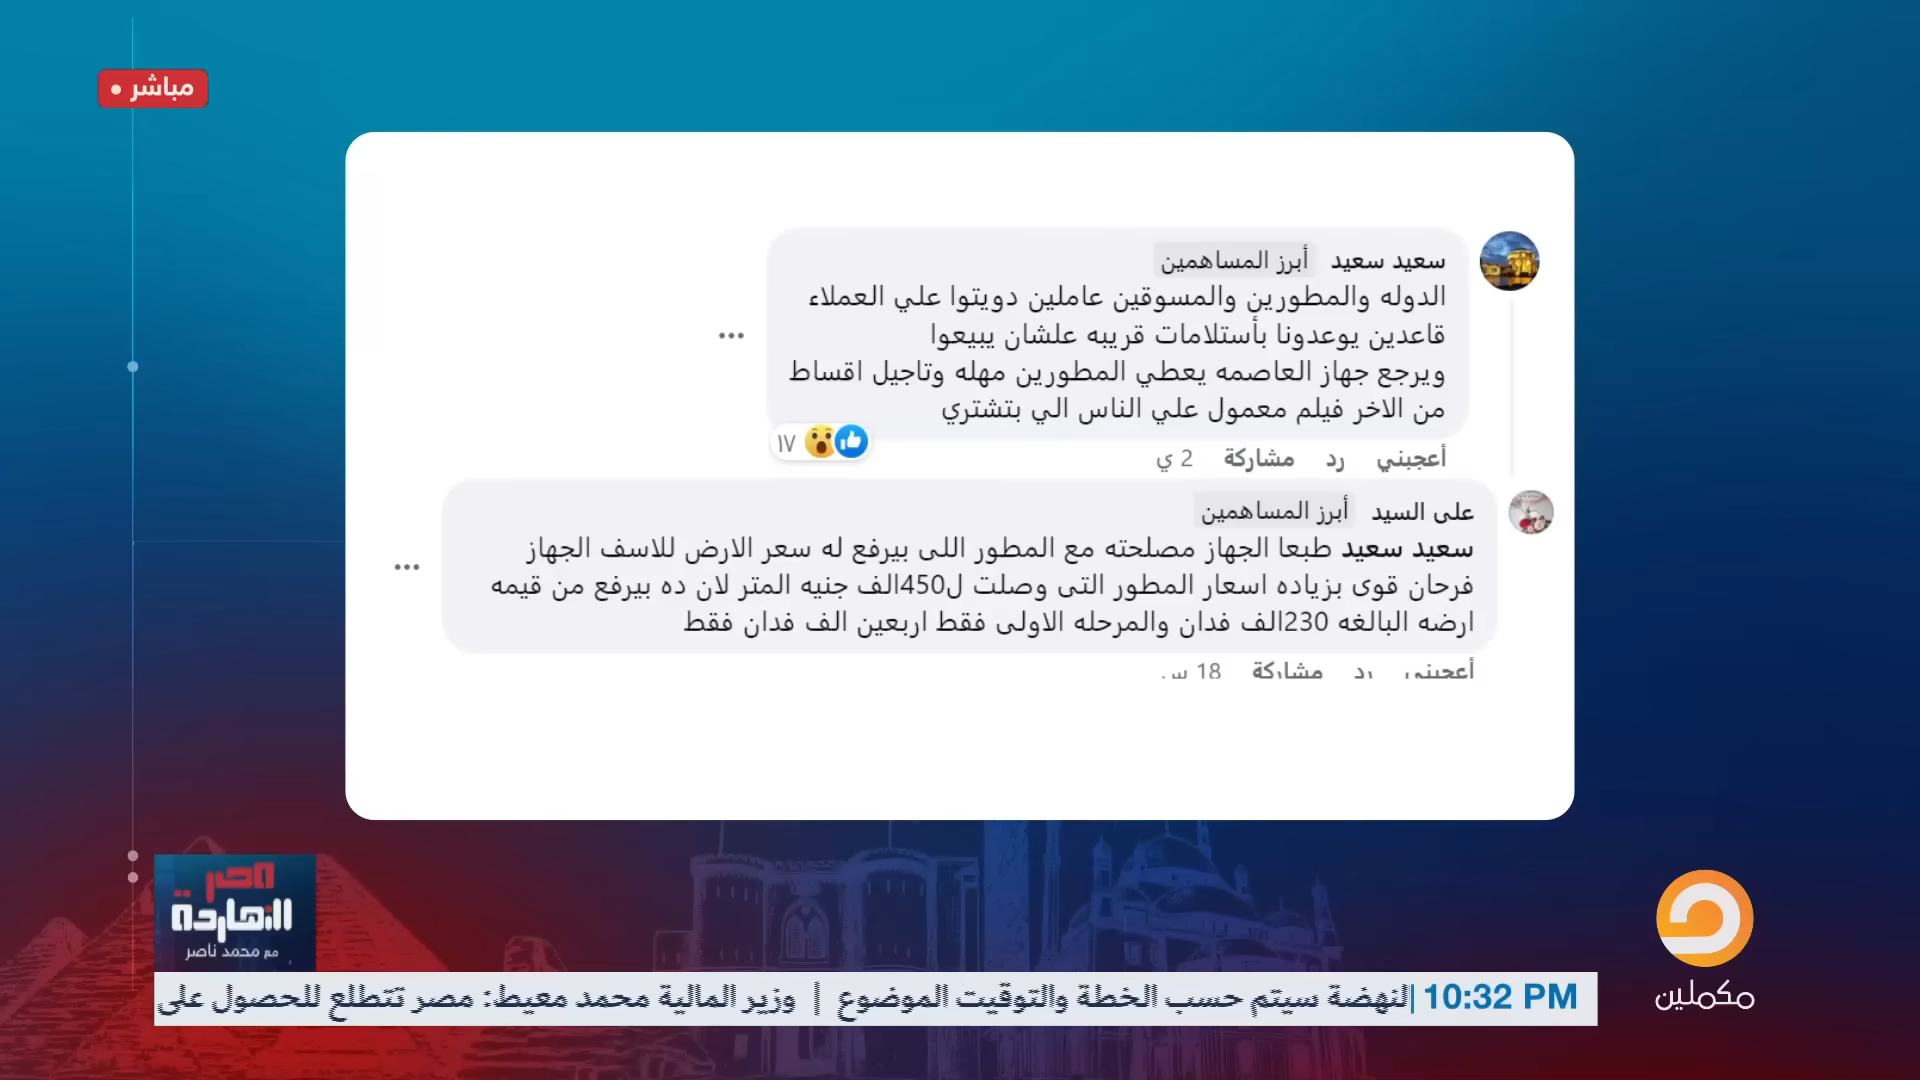 مباشر
سعيد سعيد أبرز المساهمين
الدوله والمطورين والمسوقين عاملين دويتوا علي العملاء
قاعدين يوعدونا بأستلامات قريبه علشان يبيعوا
ويرجع جهاز العاصمه يعطي المطورين مهله وتاجيل اقساط
من الاخر فيلم معمول علي الناس الي بتشتري
١٧
أعجبني رد مشاركة 2 ي
على السيد أبرز المساهمين
سعيد سعيد طبعا الجهاز مصلحته مع المطور اللى بيرفع له سعر الارض للاسف الجهاز
فرحان قوى بزياده اسعار المطور التى وصلت ل450الف جنيه المتر لان ده بيرفع من قيمه
ارضه البالغه 230الف فدان والمرحله الاولى فقط اربعين الف فدان فقط
أعجبني رد مشاركة 18 س
مصر
النهاردة
مع محمد ناصر
10:32 PM
لنهضة سيتم حسب الخطة والتوقيت الموضوع | وزير المالية محمد معيط: مصر تتطلع للحصول على
مكملين